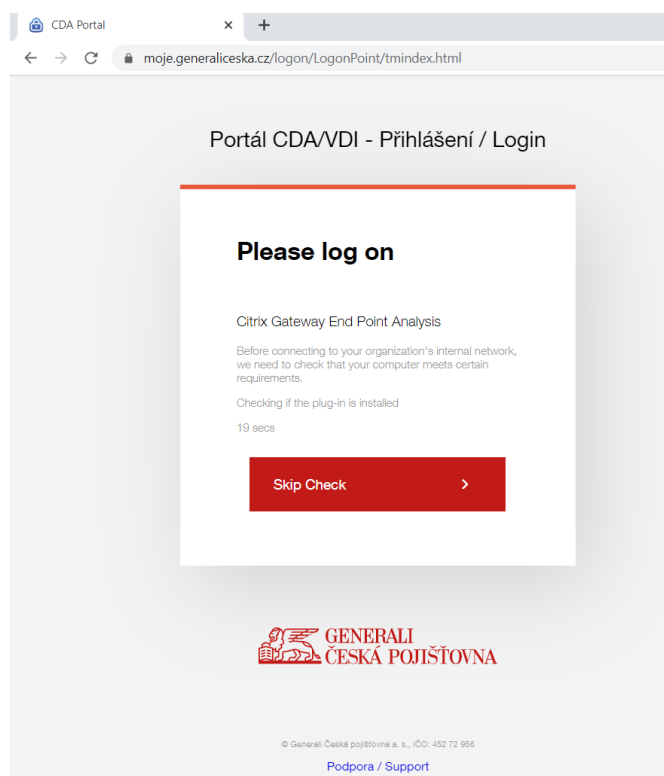 CDA Portal
moje.generaliceska.cz/logon/LogonPoint/tmindex.html
Portál CDA/VDI - Přihlášení / Login
Please log on
Citrix Gateway End Point Analysis
Before connecting to your organization's internal network,
we need to check that your computer meets certain
requirements.
Checking if the plug-in is installed
19 secs
Skip Check
GENERALI
ČESKÁ POJIŠŤOVNA
© Generali Česká pojišťovna a. s., IČO: 452 72 956
Podpora / Support